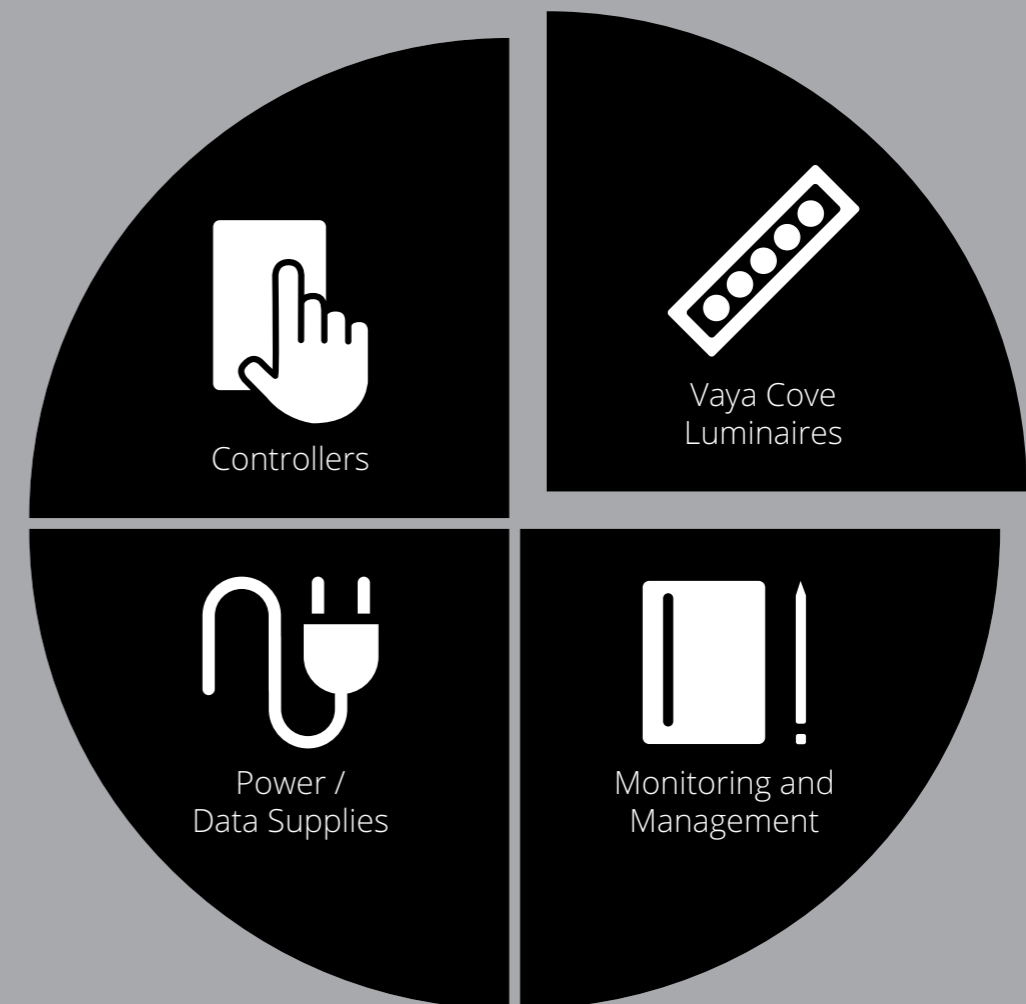 Controllers
Vaya Cove
Luminaires
Power /
Data Supplies
Monitoring and
Management